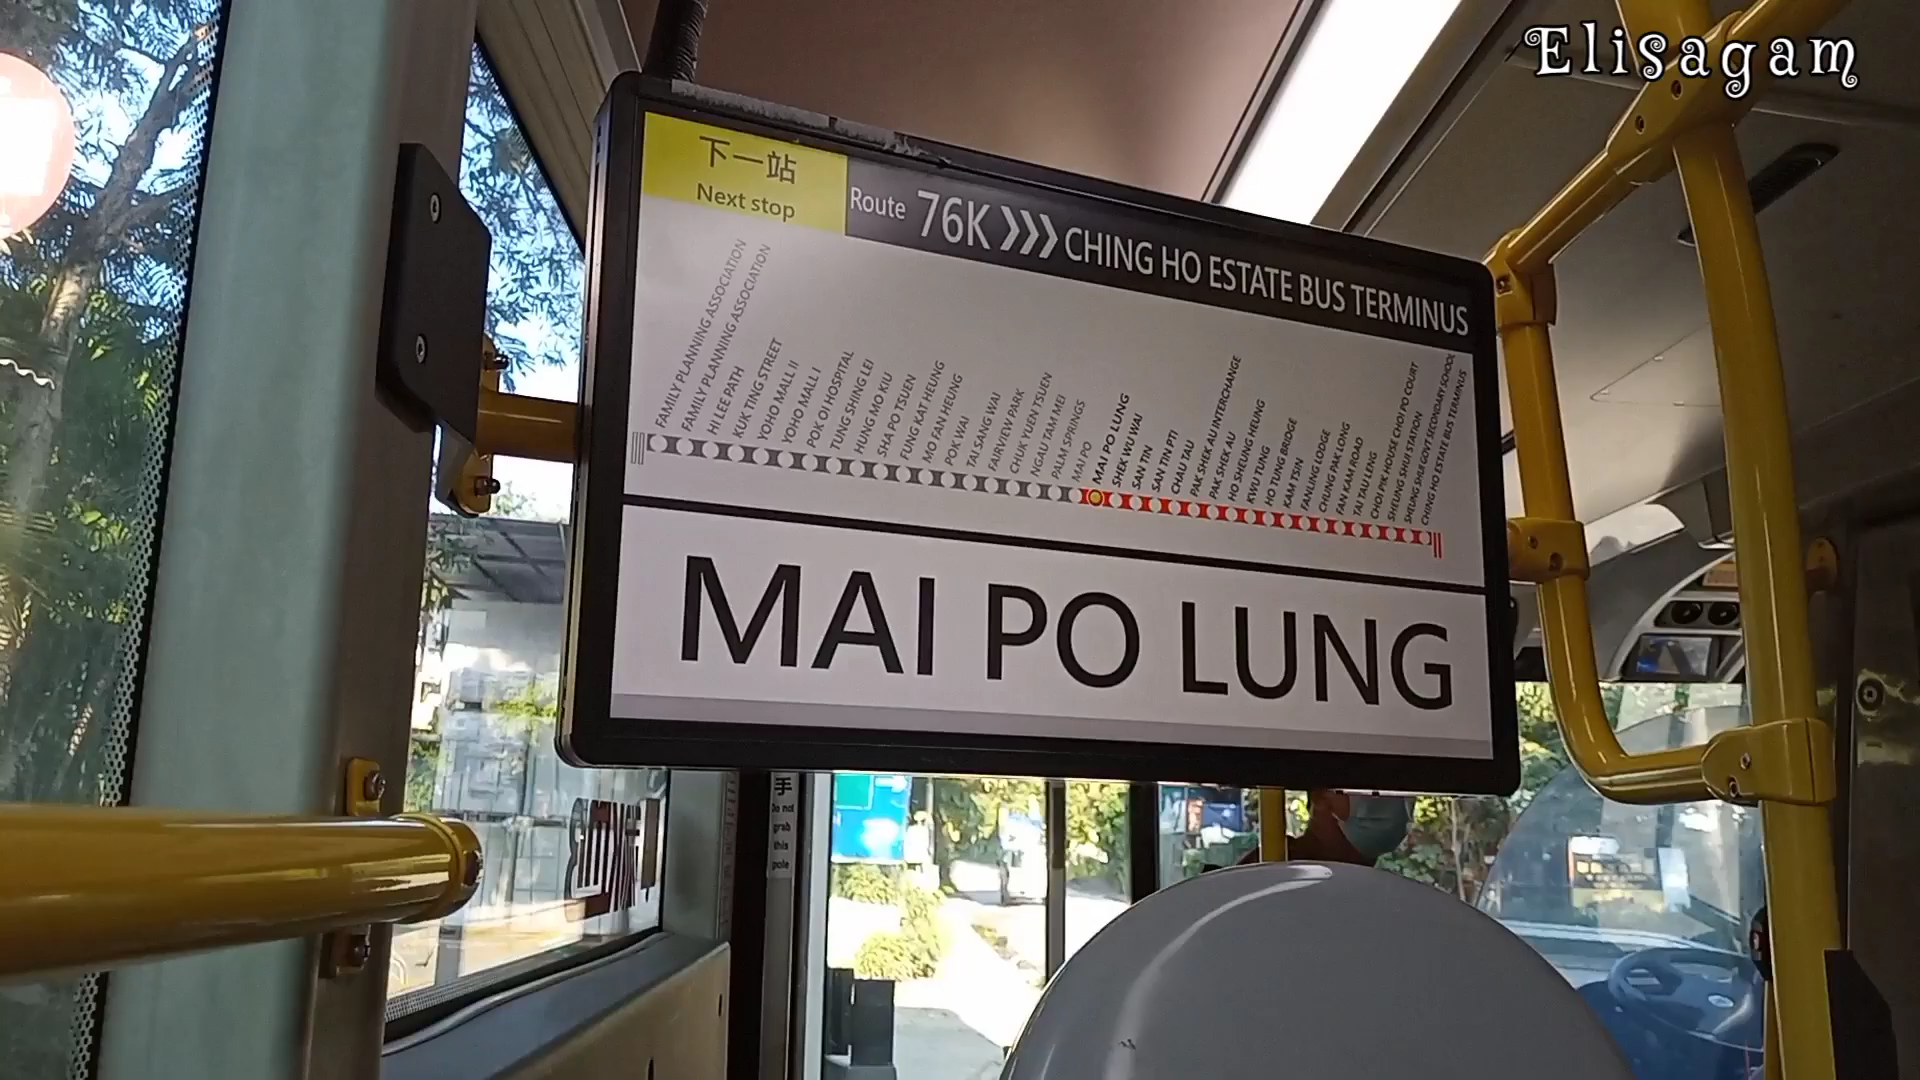 Elisagam
下一站
Next stop
Route 76K CHING HO ESTATE BUS TERMINUS
FAMILY PLANNING ASSOCIATION
FAMILY PLANNING ASSOCIATION
HI LEE PATH
KUK TING STREET
YOHO MALL II
YOHO MALL I
POK OI HOSPITAL
TUNG SHING LEI
HUNG MO KIU
SHA PO TSUEN
FUNG KAT HEUNG
MO FAN HEUNG
POK WAI
TAI SANG WAI
FAIRVIEW PARK
CHUK YUEN TSUEN
NGAU TAM MEI
PALM SPRINGS
MAI PO
MAI PO LUNG
SHEK WU WAI
SAN TIN
SAN TIN PTI
CHAU TAU
PAK SHEK AU INTERCHANGE
PAK SHEK AU
HO SHEUNG HEUNG
KWU TUNG
HO TUNG BRIDGE
KAM TSIN
FANLING LODGE
CHUNG PAK LONG
FAN KAM ROAD
TAI TAU LENG
CHOI PIK HOUSE CHOI PO COURT
SHEUNG SHUI STATION
SHEUNG SHUI GOVT SECONDARY SCHOOL
CHING HO ESTATE BUS TERMINUS
MAI PO LUNG
手
Do not
grab
this
pole